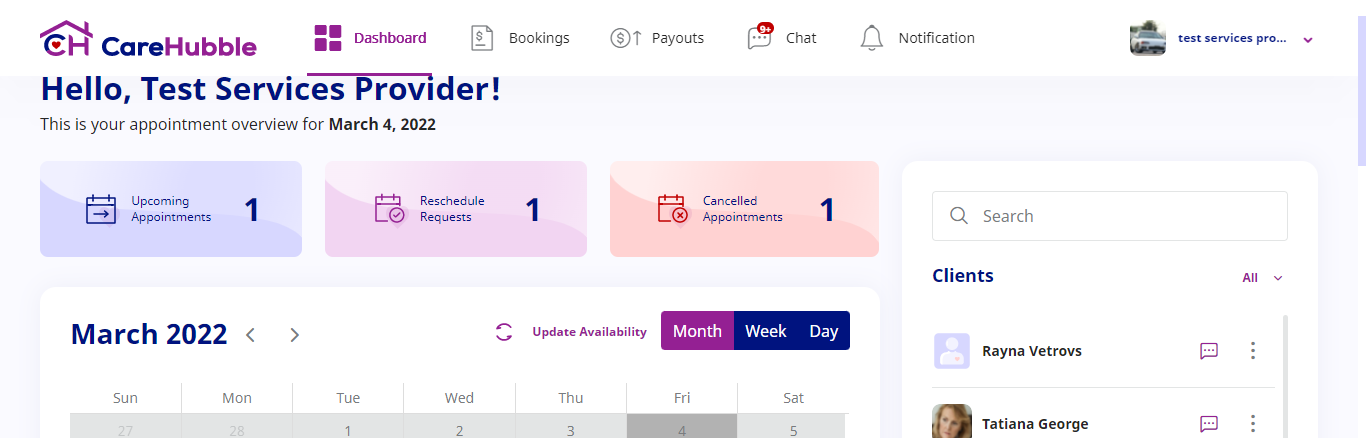 CH CareHubble
Dashboard
Bookings
Payouts
9+
Chat
Notification
test services pro...
Hello, Test Services Provider!
This is your appointment overview for March 4, 2022
Upcoming
Appointments
1
Reschedule
Requests
1
Cancelled
Appointments
1
Search
Clients
All
March 2022
Update Availability
Month Week Day
Sun Mon Tue Wed Thu Fri Sat
27 28 1 2 3 4 5
Rayna Vetrovs
Tatiana George